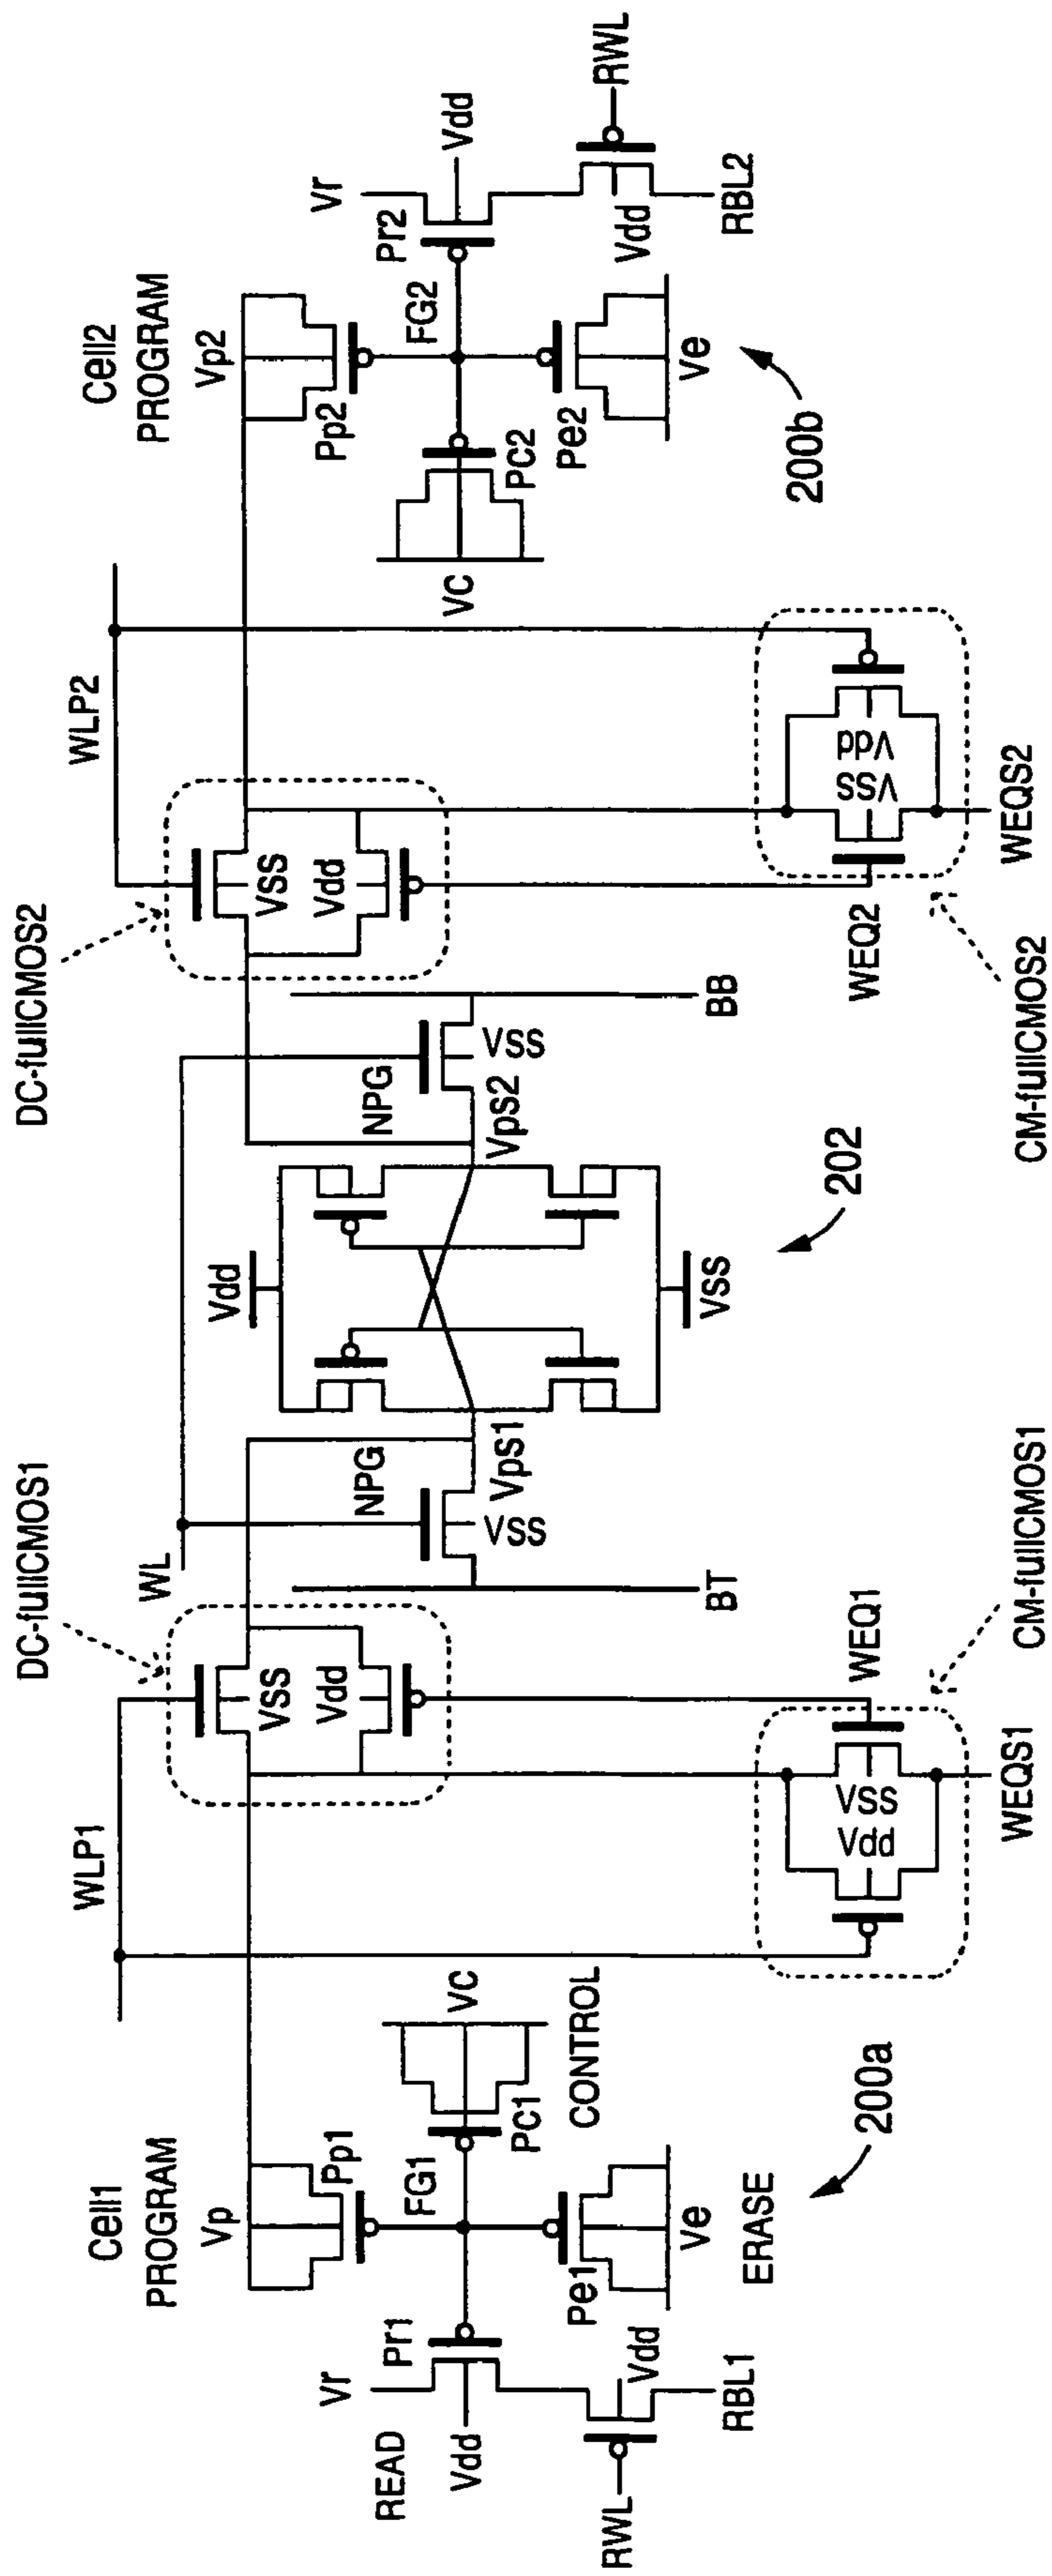 DC-fullCMOS1
DC-fullCMOS2
Cell1
PROGRAM
WLP1
WL
WLP2
Cell2
PROGRAM
Vp
Vp2
VSS
Vdd
VSS
Vdd
Vdd
READ
Vr
Pr1
Pp1
FG1
VC
NPG
NPG
VC
Pp2
FG2
Pr2
Vr
Vdd
Vdd
PC1
CONTROL
Vps1
VSS
VSS
Vps2
PC2
RWL
Vdd
Pe1
Pe2
Vdd
RWL
RBL1
Ve
BT
VSS
BB
Ve
RBL2
ERASE
200a
202
200b
Vdd
VSS
WEQ1
WEQ2
VSS
Vdd
WEQS1
WEQS2
CM-fullCMOS1
CM-fullCMOS2